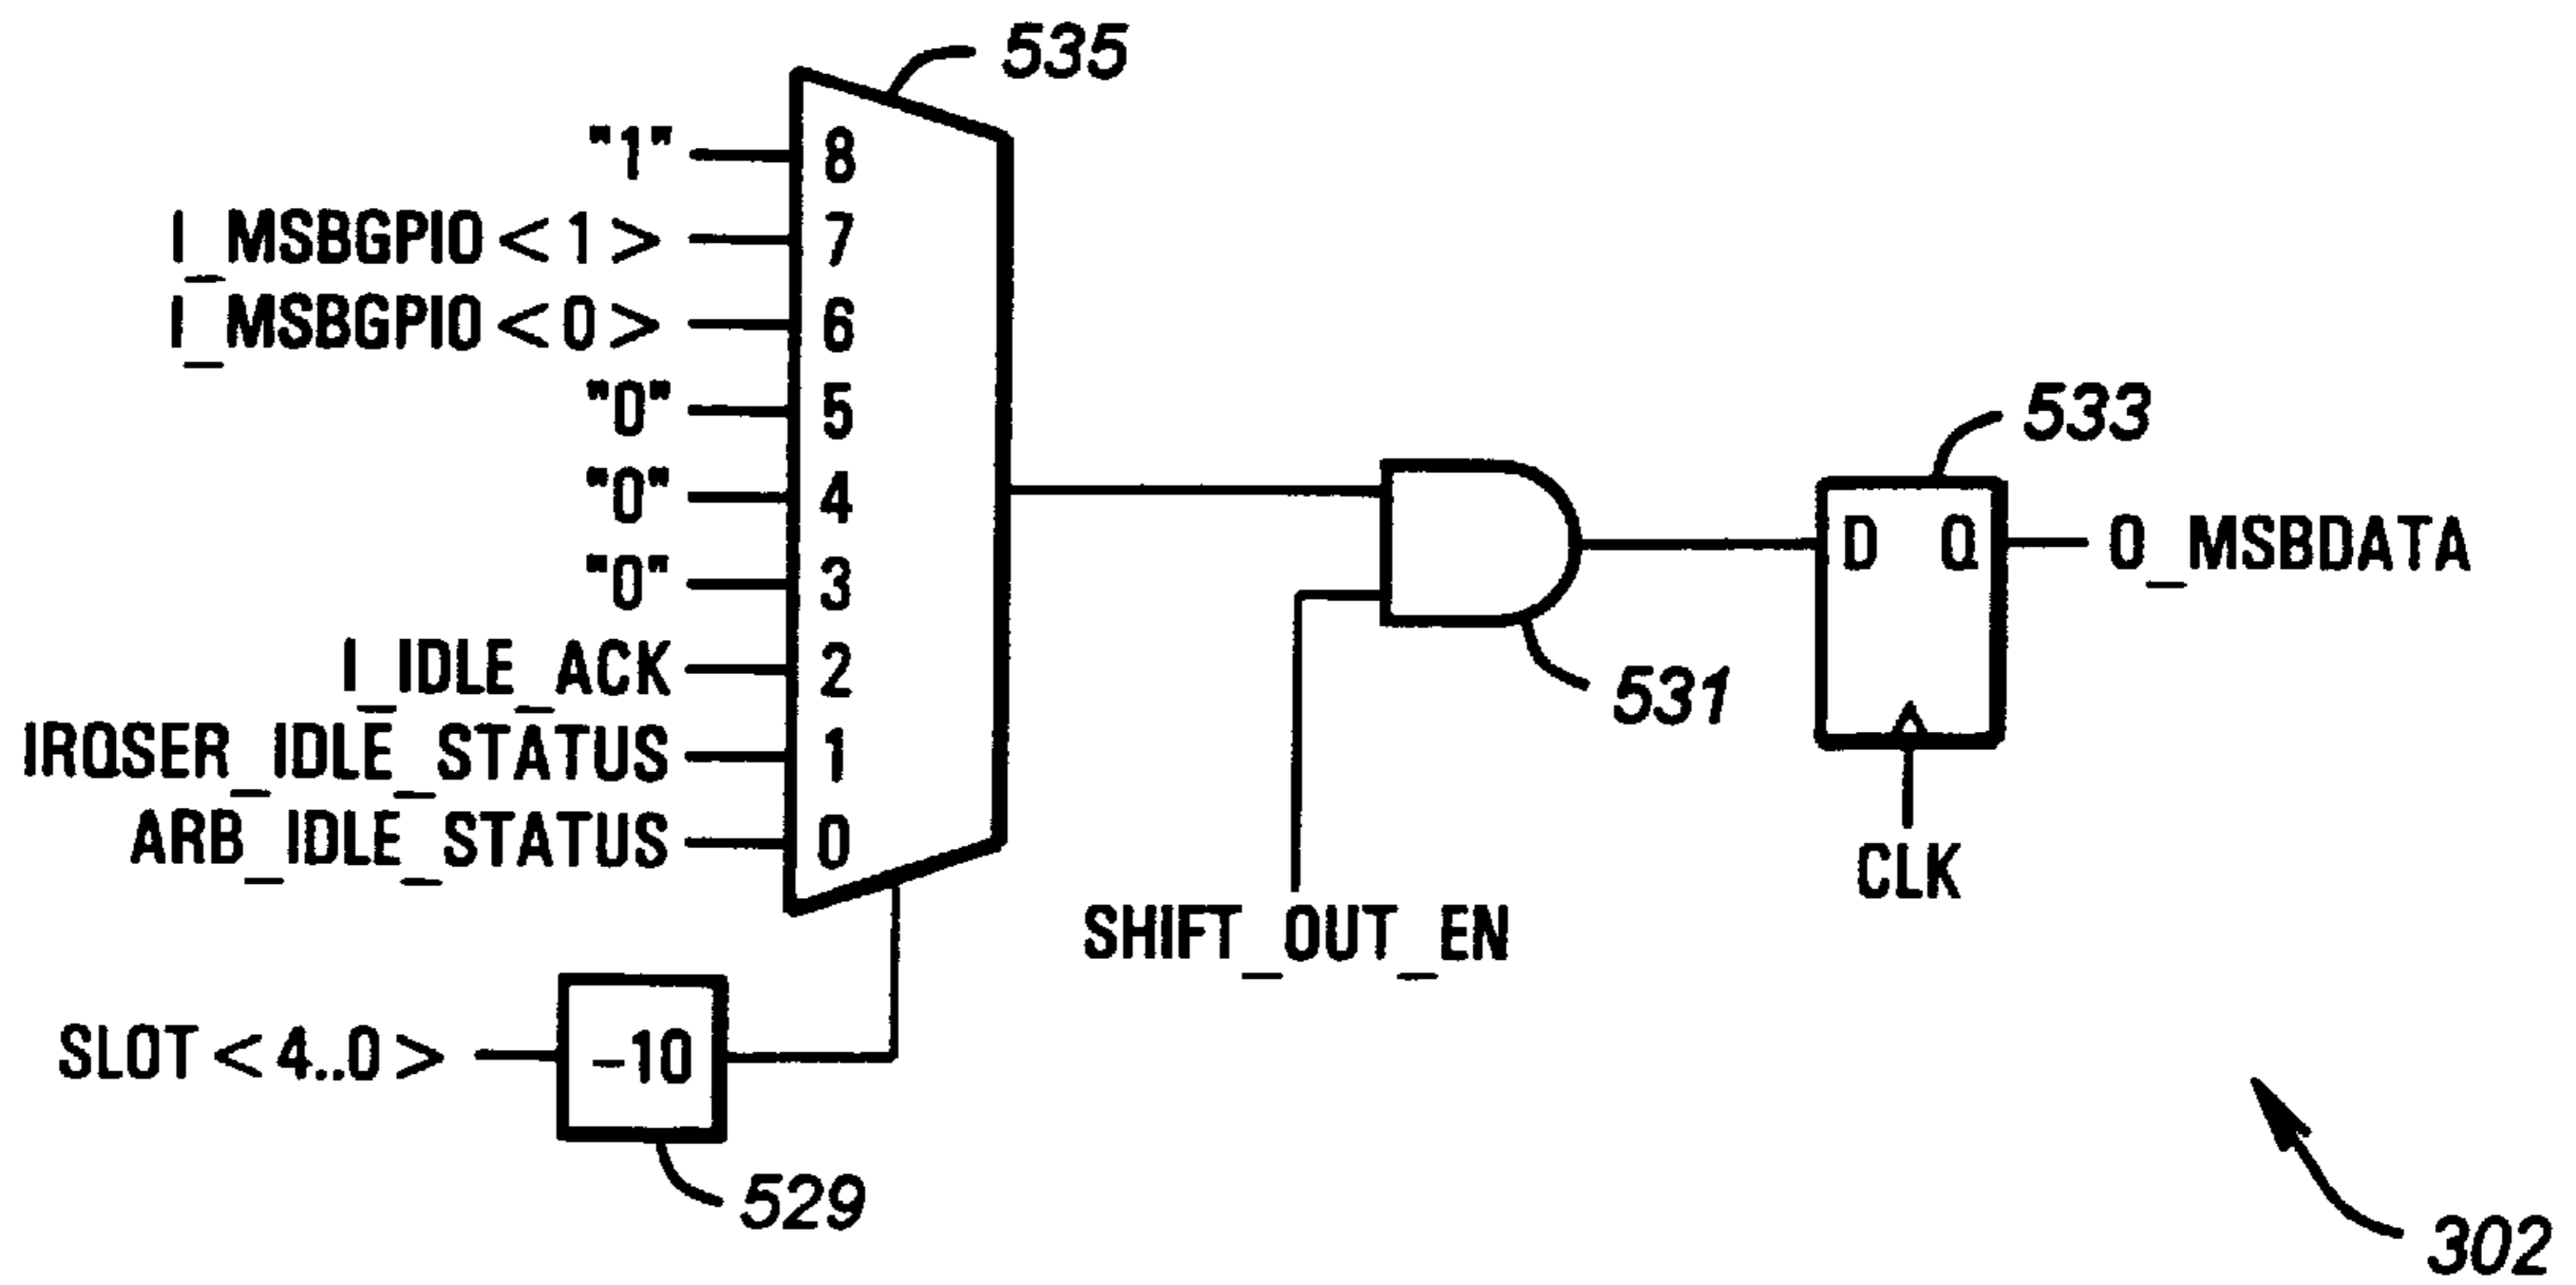 535
"1" 8
I_MSBGPIO<1> 7
I_MSBGPIO<0> 6
"0" 5
"0" 4
"0" 3
I_IDLE_ACK 2
IRQSER_IDLE_STATUS 1
ARB_IDLE_STATUS 0
SLOT<4..0>
-10
529
SHIFT_OUT_EN
531
533
D Q
O_MSBDATA
CLK
302